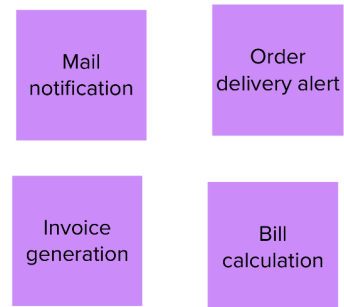 Mail
notification
Order
delivery alert
Invoice
generation
Bill
calculation